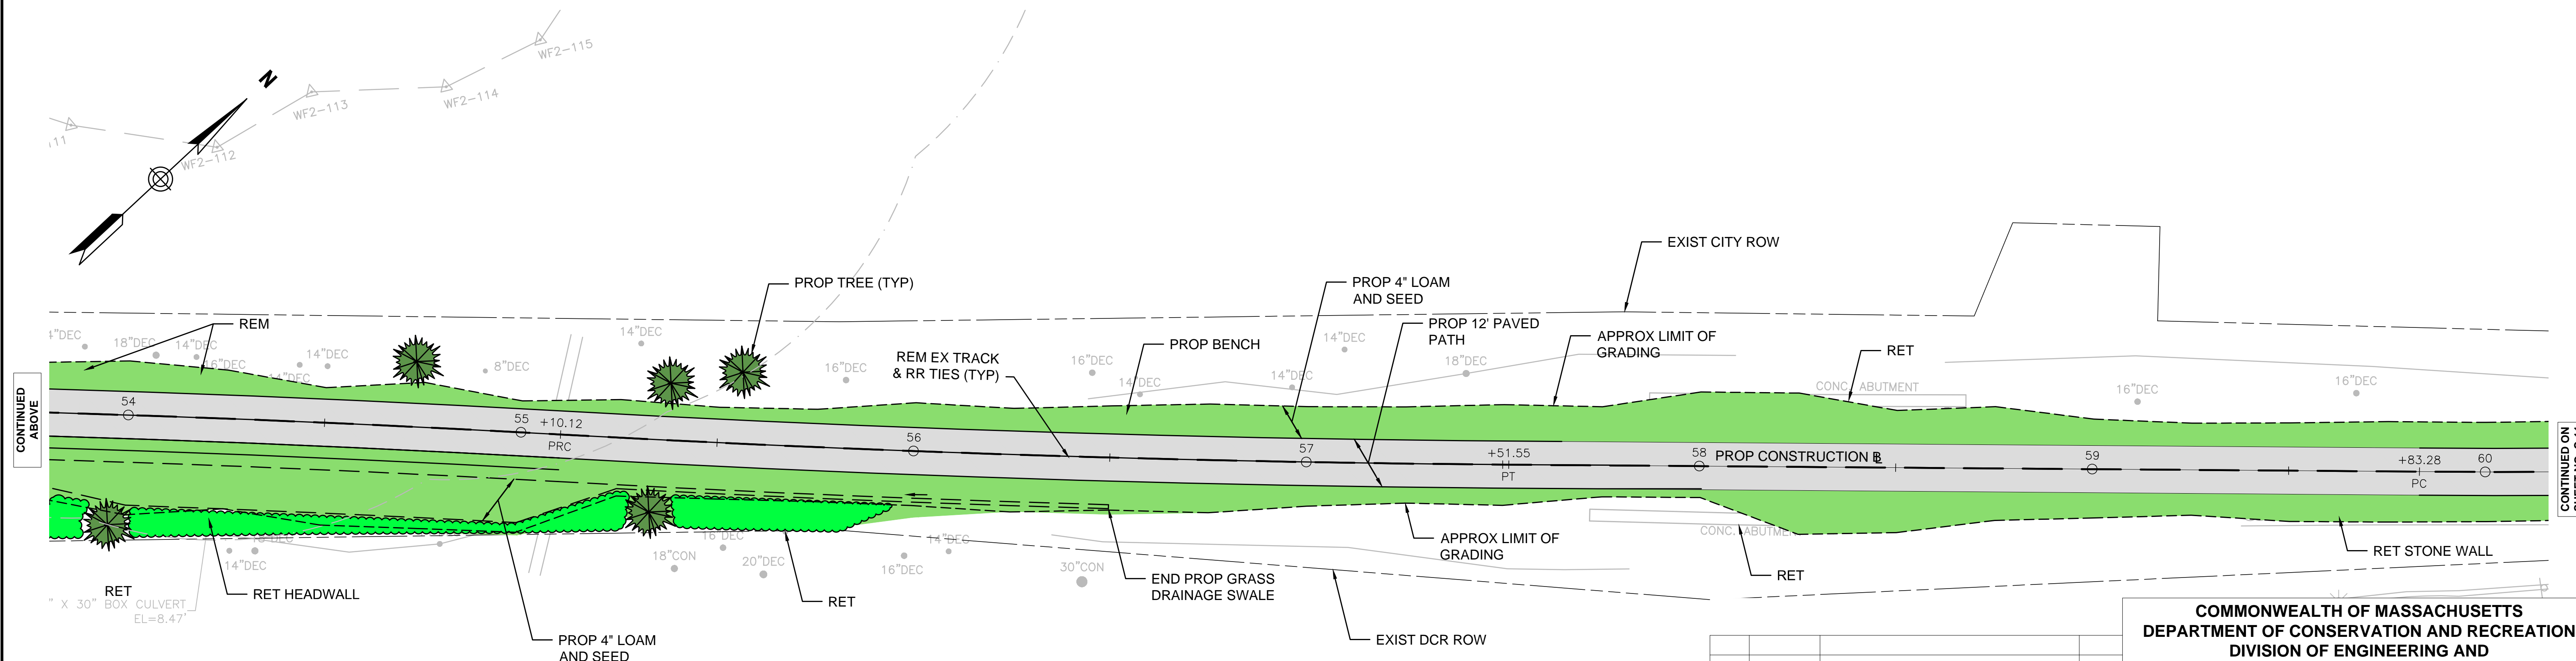 WF2-115
N
WF2-114
WF2-113
WF2-112
EXIST CITY ROW
PROP TREE (TYP)
PROP 4" LOAM
AND SEED
REM
14"DEC
PROP 12' PAVED
PATH
APPROX LIMIT OF
GRADING
4"DEC
18"DEC
14"DEC
14"DEC
16"DEC
14"DEC
8"DEC
16"DEC
REM EX TRACK
& RR TIES (TYP)
PROP BENCH
14"DEC
RET
16"DEC
14"DEC
14"DEC
18"DEC
CONC. ABUTMENT
16"DEC
16"DEC
CONTINUED
ABOVE
54
55
+10.12
PRC
56
57
+51.55
PT
58
PROP CONSTRUCTION BL
59
+83.28
PC
60
CONTINUED ON
14"DEC
18"CON
16"DEC
20"DEC
16"DEC
14"DEC
30"CON
CONC. ABUTMENT
APPROX LIMIT OF
GRADING
RET STONE WALL
RET
RET
" X 30" BOX CULVERT
EL=8.47'
RET HEADWALL
RET
END PROP GRASS
DRAINAGE SWALE
PROP 4" LOAM
AND SEED
EXIST DCR ROW
COMMONWEALTH OF MASSACHUSETTS
DEPARTMENT OF CONSERVATION AND RECREATION
DIVISION OF ENGINEERING AND